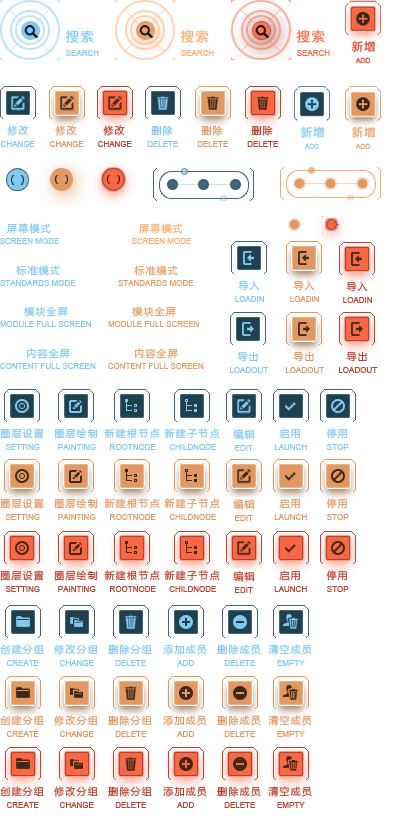 搜索 搜索 搜索
SEARCH SEARCH SEARCH
新增
ADD
修改 修改 修改 删除 删除 删除 新增 新增
CHANGE CHANGE CHANGE DELETE DELETE DELETE ADD ADD
屏幕模式 屏幕模式
SCREEN MODE SCREEN MODE
标准模式 标准模式
STANDARDS MODE STANDARDS MODE
导入 导入 导入
LOADIN LOADIN LOADIN
模块全屏 模块全屏
MODULE FULL SCREEN MODULE FULL SCREEN
内容全屏 内容全屏
CONTENT FULL SCREEN CONTENT FULL SCREEN
导出 导出 导出
LOADOUT LOADOUT LOADOUT
圈层设置 圈层绘制 新建根节点 新建子节点 编辑 启用 停用
SETTING PAINTING ROOTNODE CHILDNODE EDIT LAUNCH STOP
圈层设置 圈层绘制 新建根节点 新建子节点 编辑 启用 停用
SETTING PAINTING ROOTNODE CHILDNODE EDIT LAUNCH STOP
圈层设置 圈层绘制 新建根节点 新建子节点 编辑 启用 停用
SETTING PAINTING ROOTNODE CHILDNODE EDIT LAUNCH STOP
创建分组 修改分组 删除分组 添加成员 删除成员 清空成员
CREATE CHANGE DELETE ADD DELETE EMPTY
创建分组 修改分组 删除分组 添加成员 删除成员 清空成员
CREATE CHANGE DELETE ADD DELETE EMPTY
创建分组 修改分组 删除分组 添加成员 删除成员 清空成员
CREATE CHANGE DELETE ADD DELETE EMPTY